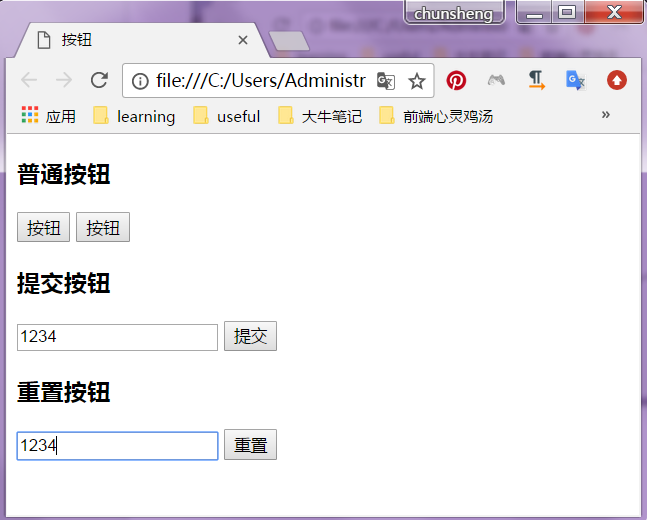 chunsheng
按钮
file:///C:/Users/Administr
应用 learning useful 大牛笔记 前端心灵鸡汤 »
普通按钮
按钮 按钮
提交按钮
1234 提交
重置按钮
1234 重置